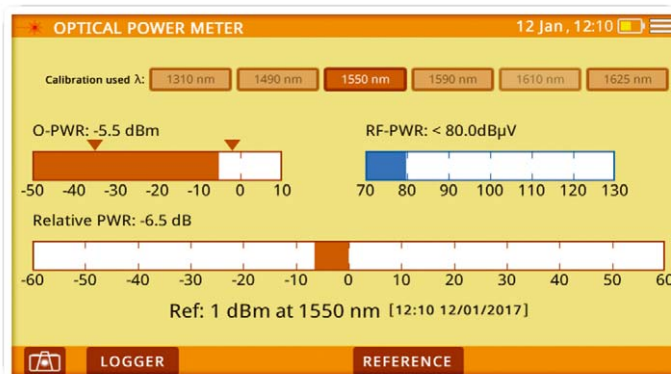 OPTICAL POWER METER 12 Jan, 12:10
Calibration used λ: 1310 nm 1490 nm 1550 nm 1590 nm 1610 nm 1625 nm
O-PWR: -5.5 dBm RF-PWR: < 80.0dBμV
-50 -40 -30 -20 -10 0 10 70 80 90 100 110 120 130
Relative PWR: -6.5 dB
-60 -50 -40 -30 -20 -10 0 10 20 30 40 50 60
Ref: 1 dBm at 1550 nm [12:10 12/01/2017]
LOGGER REFERENCE